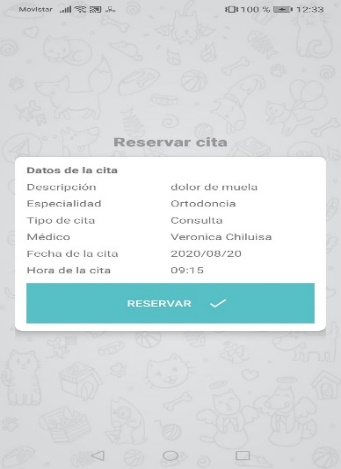 Movistar 100 % 12:33
Reservar cita
Datos de la cita
Descripción dolor de muela
Especialidad Ortodoncia
Tipo de cita Consulta
Médico Veronica Chiluisa
Fecha de la cita 2020/08/20
Hora de la cita 09:15
RESERVAR